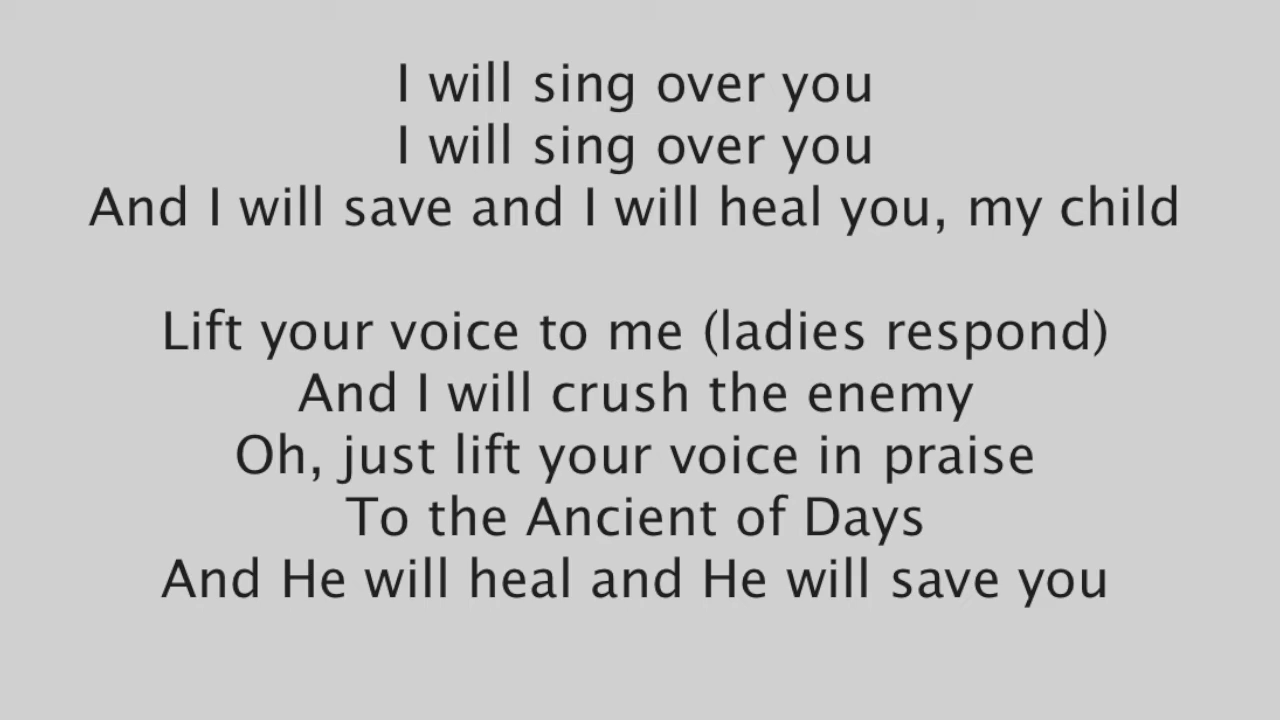 I will sing over you
I will sing over you
And I will save and I will heal you, my child
Lift your voice to me (ladies respond)
And I will crush the enemy
Oh, just lift your voice in praise
To the Ancient of Days
And He will heal and He will save you